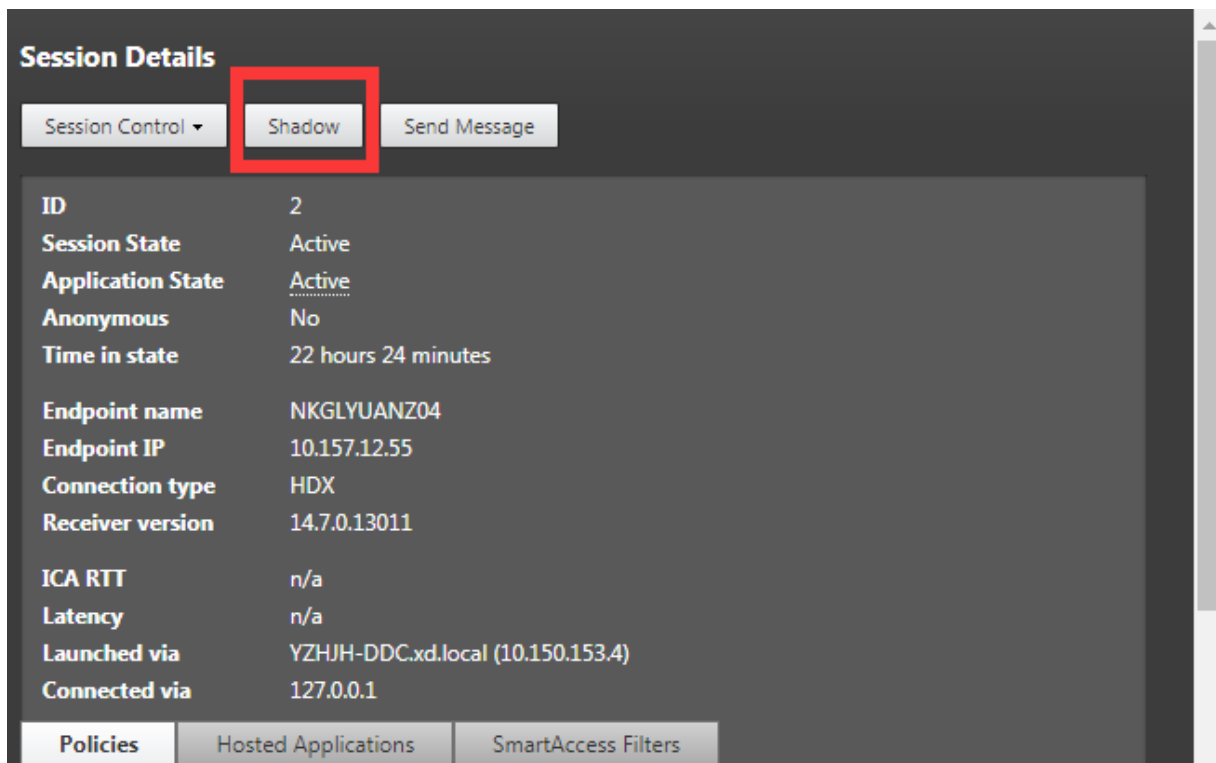 Session Details
Session Control Shadow Send Message
ID 2
Session State Active
Application State Active
Anonymous No
Time in state 22 hours 24 minutes
Endpoint name NKGLYUANZ04
Endpoint IP 10.157.12.55
Connection type HDX
Receiver version 14.7.0.13011
ICA RTT n/a
Latency n/a
Launched via YZHJH-DDC.xd.local (10.150.153.4)
Connected via 127.0.0.1
Policies Hosted Applications SmartAccess Filters